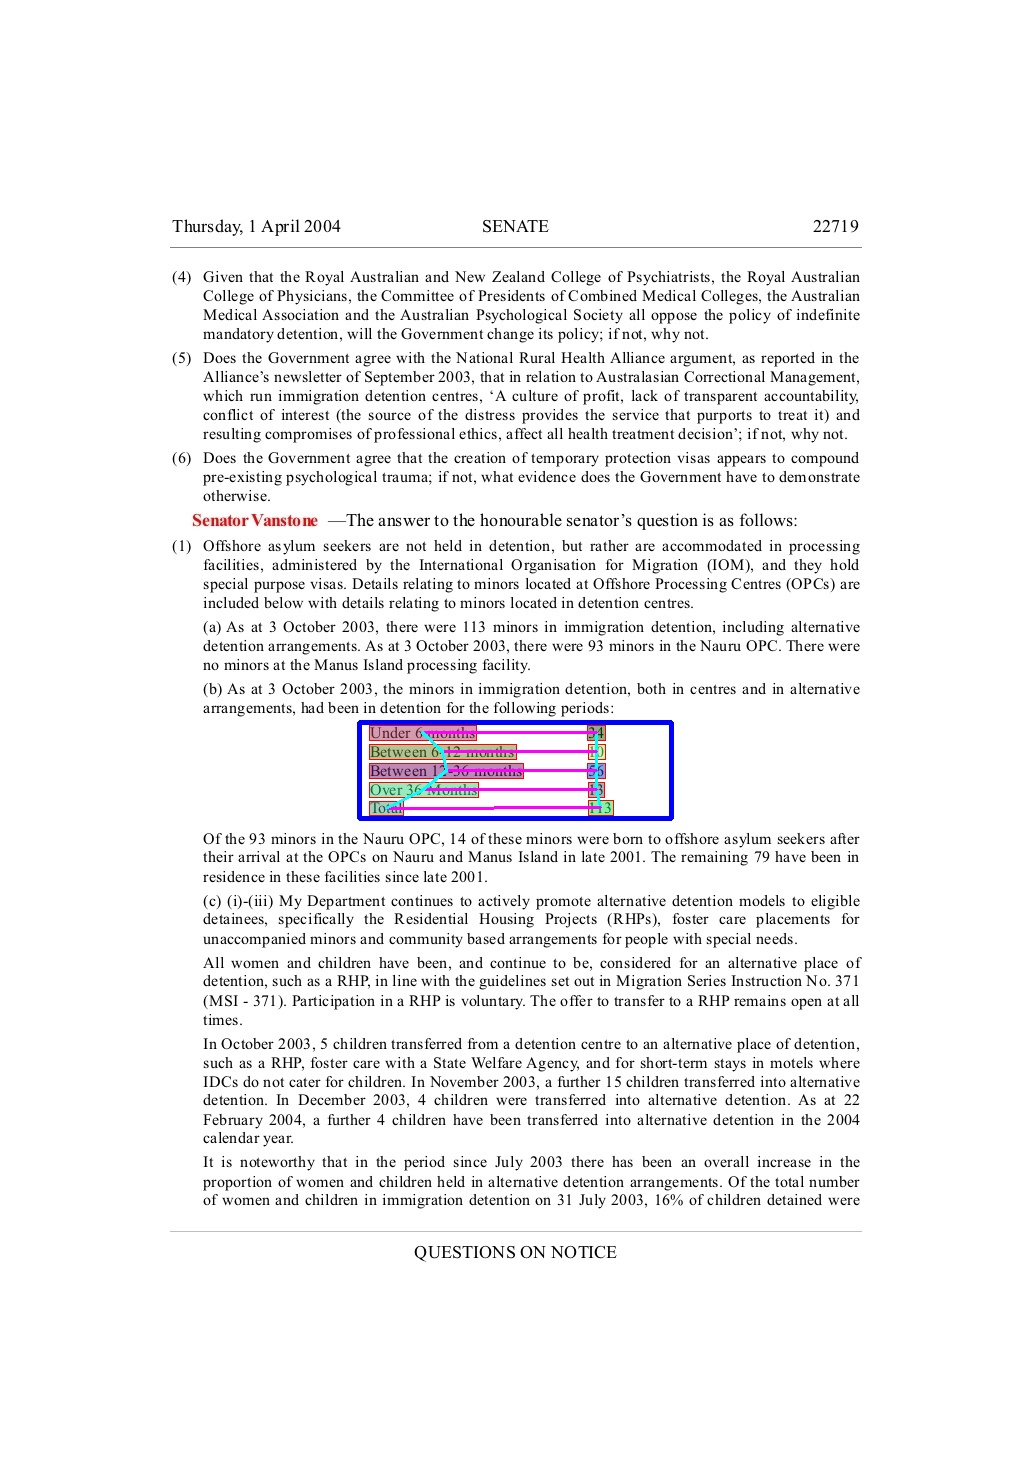 Thursday, 1 April 2004 SENATE 22719
(4) Given that the Royal Australian and New Zealand College of Psychiatrists, the Royal Australian
College of Physicians, the Committee of Presidents of Combined Medical Colleges, the Australian
Medical Association and the Australian Psychological Society all oppose the policy of indefinite
mandatory detention, will the Government change its policy; if not, why not.
(5) Does the Government agree with the National Rural Health Alliance argument, as reported in the
Alliance’s newsletter of September 2003, that in relation to Australasian Correctional Management,
which run immigration detention centres, ‘A culture of profit, lack of transparent accountability,
conflict of interest (the source of the distress provides the service that purports to treat it) and
resulting compromises of professional ethics, affect all health treatment decision’; if not, why not.
(6) Does the Government agree that the creation of temporary protection visas appears to compound
pre-existing psychological trauma; if not, what evidence does the Government have to demonstrate
otherwise.
Senator Vanstone —The answer to the honourable senator’s question is as follows:
(1) Offshore asylum seekers are not held in detention, but rather are accommodated in processing
facilities, administered by the International Organisation for Migration (IOM), and they hold
special purpose visas. Details relating to minors located at Offshore Processing Centres (OPCs) are
included below with details relating to minors located in detention centres.
(a) As at 3 October 2003, there were 113 minors in immigration detention, including alternative
detention arrangements. As at 3 October 2003, there were 93 minors in the Nauru OPC. There were
no minors at the Manus Island processing facility.
(b) As at 3 October 2003, the minors in immigration detention, both in centres and in alternative
arrangements, had been in detention for the following periods:
Under 6 months 34
Between 6-12 months 10
Between 12-36 months 56
Over 36 Months 13
Total 113
Of the 93 minors in the Nauru OPC, 14 of these minors were born to offshore asylum seekers after
their arrival at the OPCs on Nauru and Manus Island in late 2001. The remaining 79 have been in
residence in these facilities since late 2001.
(c) (i)-(iii) My Department continues to actively promote alternative detention models to eligible
detainees, specifically the Residential Housing Projects (RHPs), foster care placements for
unaccompanied minors and community based arrangements for people with special needs.
All women and children have been, and continue to be, considered for an alternative place of
detention, such as a RHP, in line with the guidelines set out in Migration Series Instruction No. 371
(MSI - 371). Participation in a RHP is voluntary. The offer to transfer to a RHP remains open at all
times.
In October 2003, 5 children transferred from a detention centre to an alternative place of detention,
such as a RHP, foster care with a State Welfare Agency, and for short-term stays in motels where
IDCs do not cater for children. In November 2003, a further 15 children transferred into alternative
detention. In December 2003, 4 children were transferred into alternative detention. As at 22
February 2004, a further 4 children have been transferred into alternative detention in the 2004
calendar year.
It is noteworthy that in the period since July 2003 there has been an overall increase in the
proportion of women and children held in alternative detention arrangements. Of the total number
of women and children in immigration detention on 31 July 2003, 16% of children detained were
QUESTIONS ON NOTICE